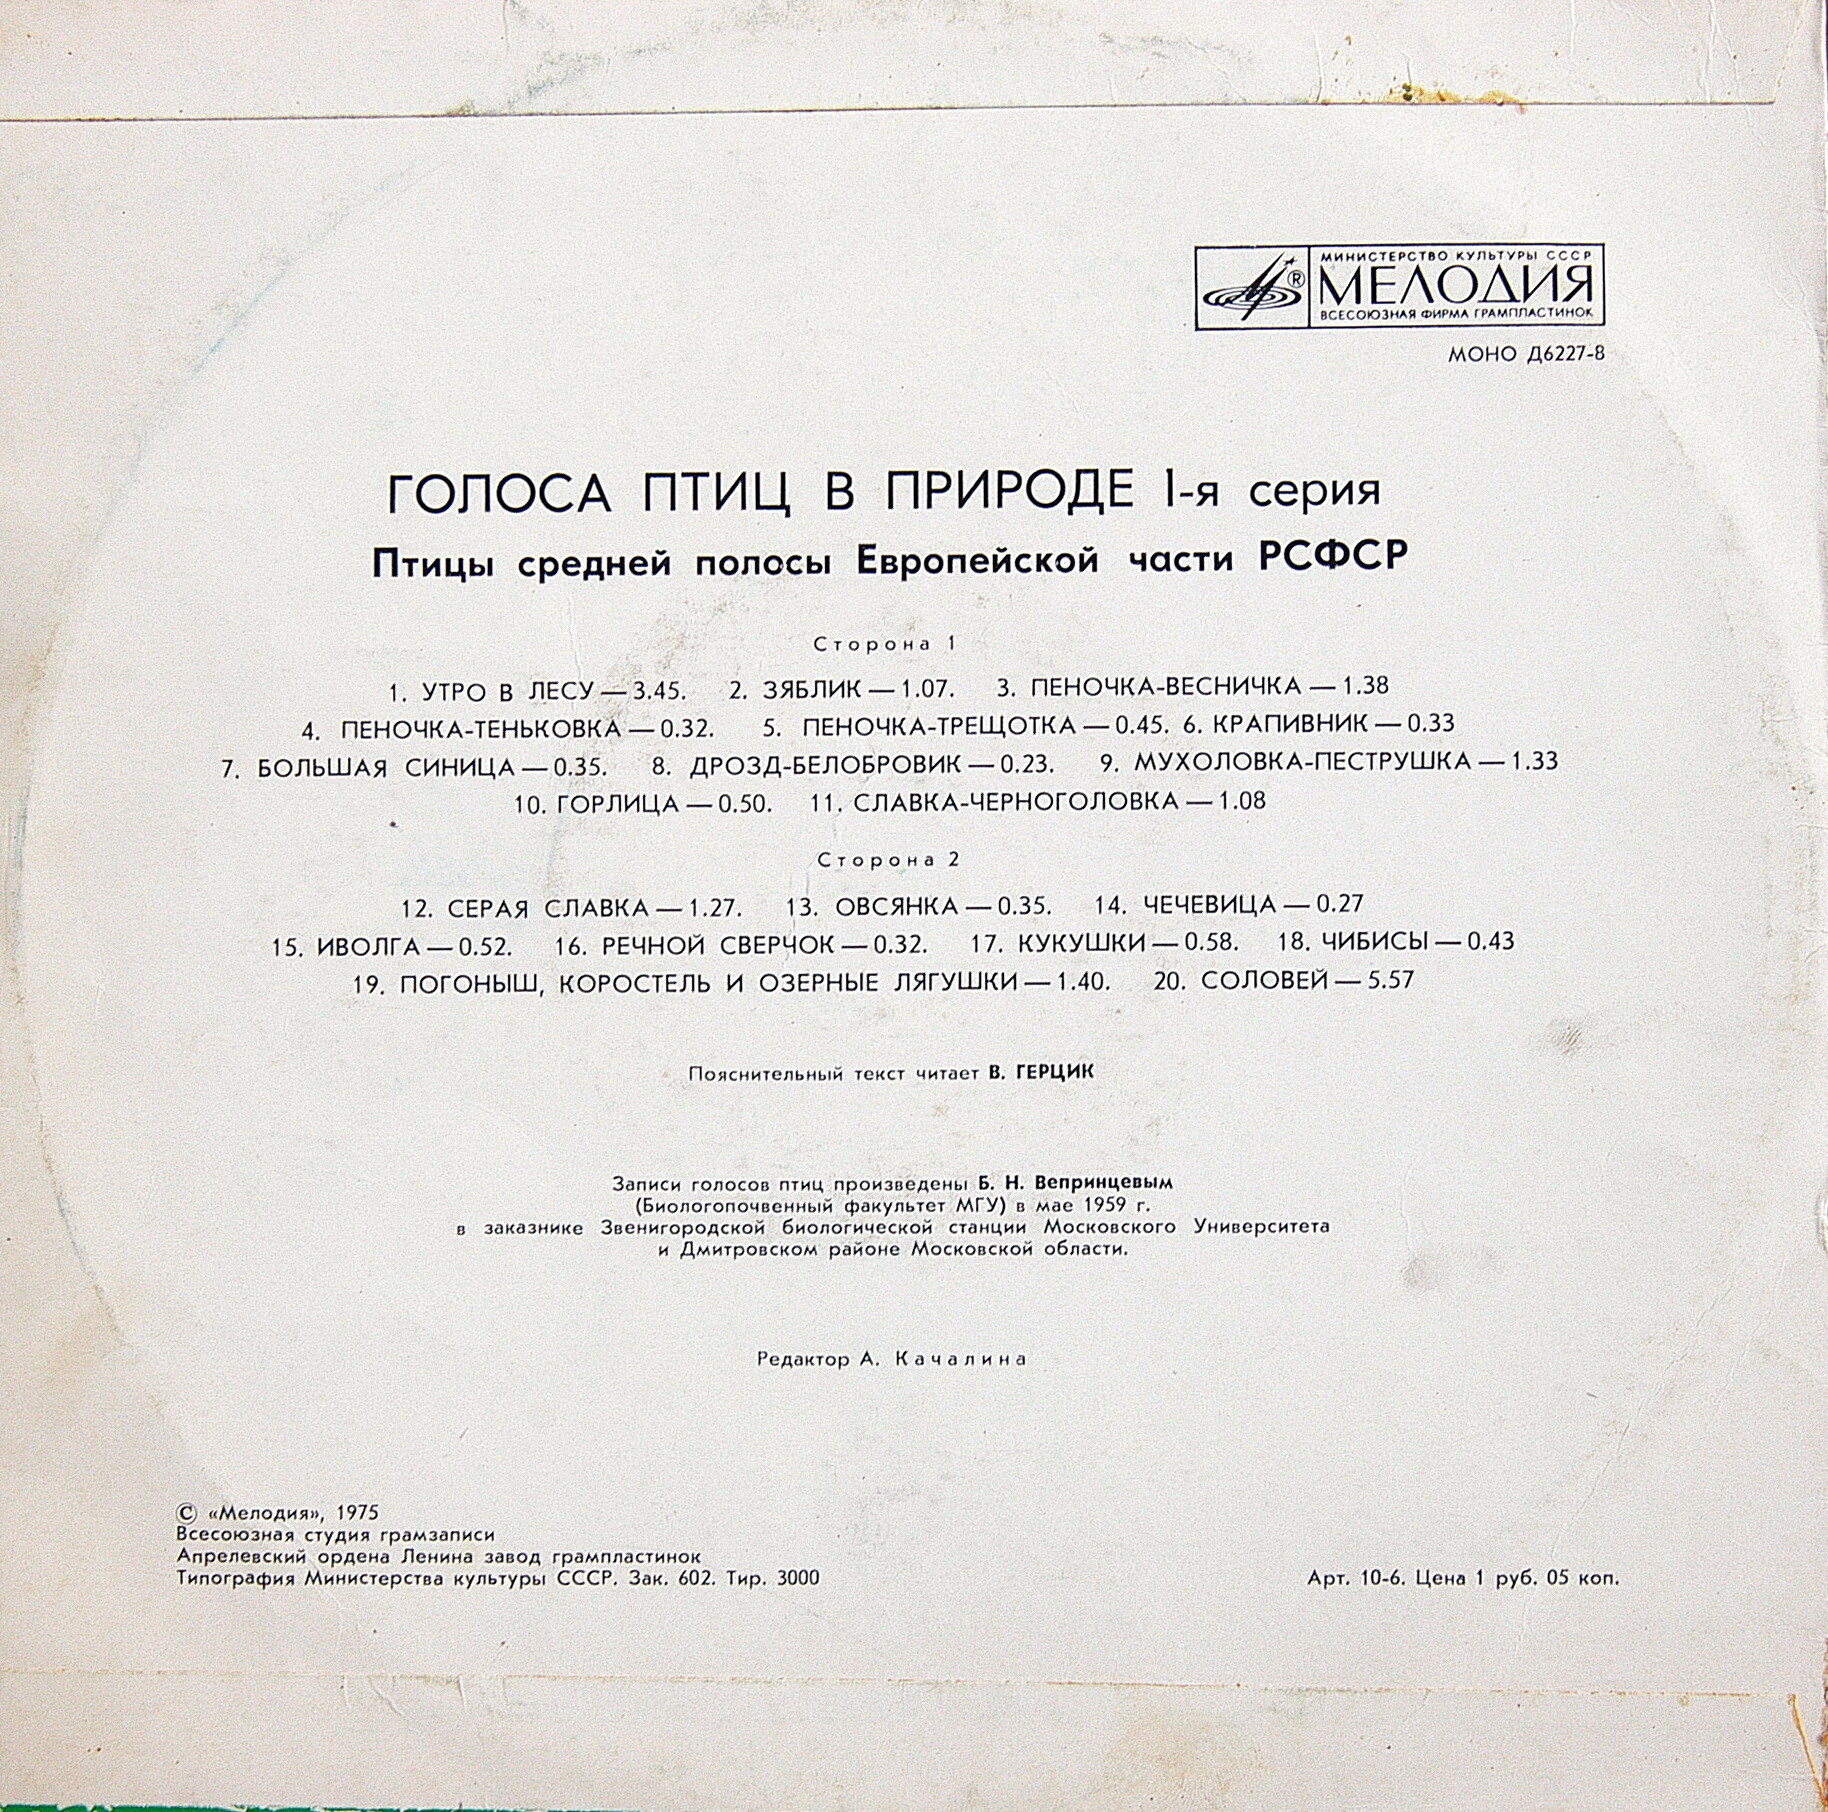 МИНИСТЕРСТВО КУЛЬТУРЫ СССР
МЕЛОДИЯ
ВСЕСОЮЗНАЯ ФИРМА ГРАМПЛАСТИНОК
®
МОНО Д6227-8
ГОЛОСА ПТИЦ В ПРИРОДЕ 1-я серия
Птицы средней полосы Европейской части РСФСР
Сторона 1
1. УТРО В ЛЕСУ — 3.45. 2. ЗЯБЛИК — 1.07. 3. ПЕНОЧКА-ВЕСНИЧКА — 1.38
4. ПЕНОЧКА-ТЕНЬКОВКА — 0.32. 5. ПЕНОЧКА-ТРЕЩОТКА — 0.45. 6. КРАПИВНИК — 0.33
7. БОЛЬШАЯ СИНИЦА — 0.35. 8. ДРОЗД-БЕЛОБРОВИК — 0.23. 9. МУХОЛОВКА-ПЕСТРУШКА — 1.33
10. ГОРЛИЦА — 0.50. 11. СЛАВКА-ЧЕРНОГОЛОВКА — 1.08
Сторона 2
12. СЕРАЯ СЛАВКА — 1.27. 13. ОВСЯНКА — 0.35. 14. ЧЕЧЕВИЦА — 0.27
15. ИВОЛГА — 0.52. 16. РЕЧНОЙ СВЕРЧОК — 0.32. 17. КУКУШКИ — 0.58. 18. ЧИБИСЫ — 0.43
19. ПОГОНЫШ, КОРОСТЕЛЬ И ОЗЕРНЫЕ ЛЯГУШКИ — 1.40. 20. СОЛОВЕЙ — 5.57
Пояснительный текст читает В. ГЕРЦИК
Записи голосов птиц произведены Б. Н. Вепринцевым
(Биологопочвенный факультет МГУ) в мае 1959 г.
в заказнике Звенигородской биологической станции Московского Университета
и Дмитровском районе Московской области.
Редактор А. Качалина
© «Мелодия», 1975
Всесоюзная студия грамзаписи
Апрелевский ордена Ленина завод грампластинок
Типография Министерства культуры СССР. Зак. 602. Тир. 3000
Арт. 10-6. Цена 1 руб. 05 коп.